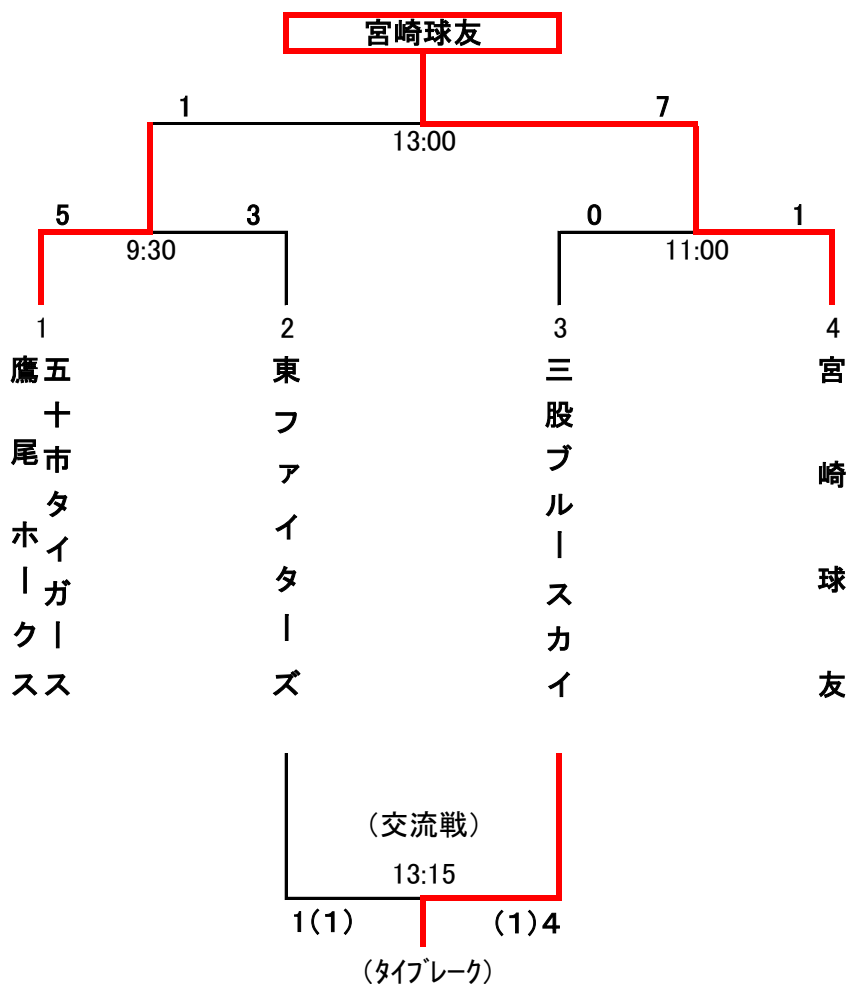 宮崎球友
1 7
13:00
5 3 0 1
9:30 11:00
1 2 3 4
五十市タイガース
鷹尾ホークス
東ファイターズ
三股ブルースカイ
宮崎球友
(交流戦)
13:15
1(1) (1)4
(タイブレーク)